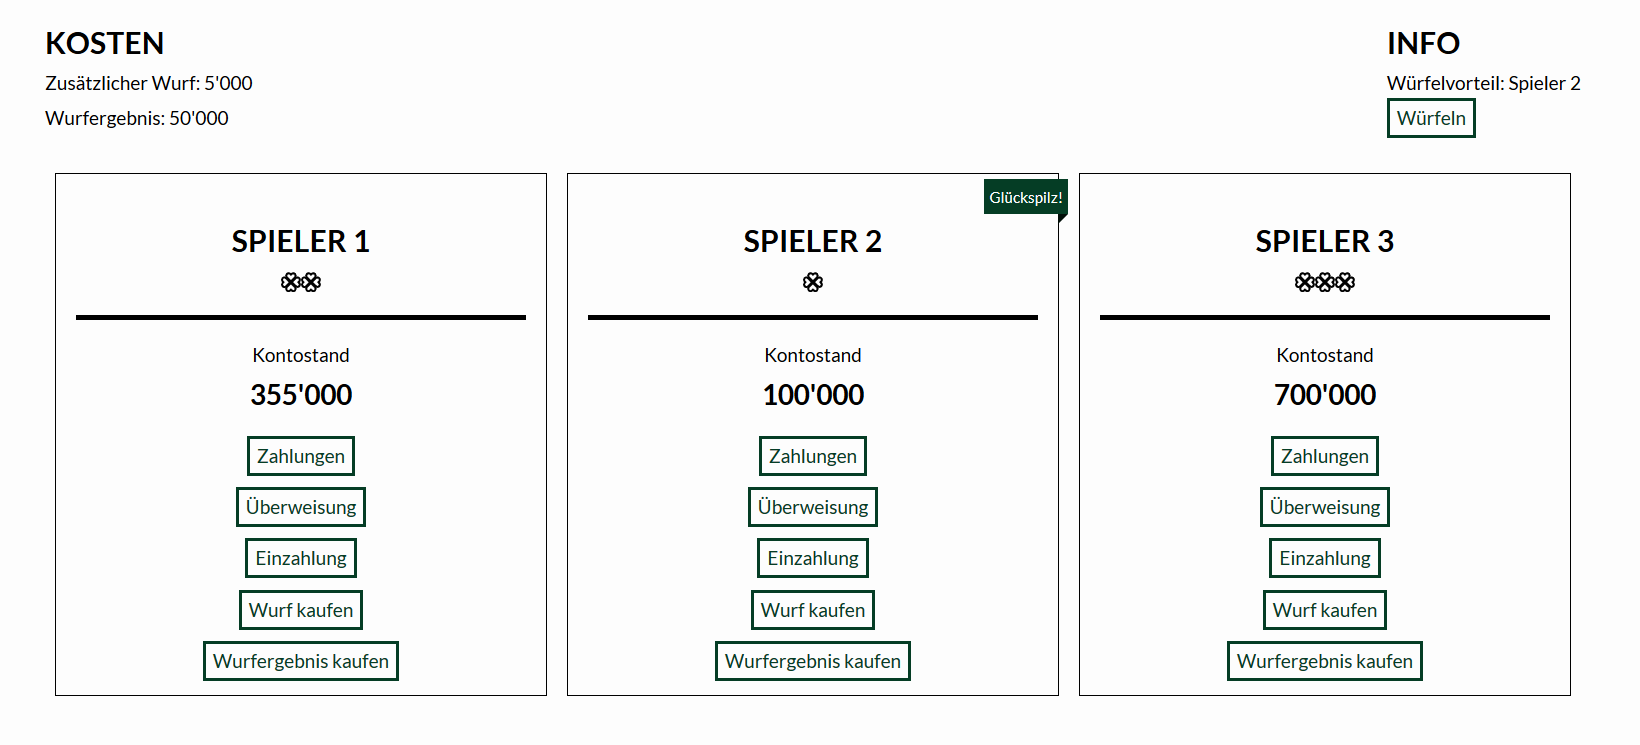 KOSTEN
Zusätzlicher Wurf: 5'000
Wurfergebnis: 50'000
INFO
Würfelvorteil: Spieler 2
Würfeln
SPIELER 1
Kontostand
355'000
Zahlungen
Überweisung
Einzahlung
Wurf kaufen
Wurfergebnis kaufen
Glückspilz!
SPIELER 2
Kontostand
100'000
Zahlungen
Überweisung
Einzahlung
Wurf kaufen
Wurfergebnis kaufen
SPIELER 3
Kontostand
700'000
Zahlungen
Überweisung
Einzahlung
Wurf kaufen
Wurfergebnis kaufen